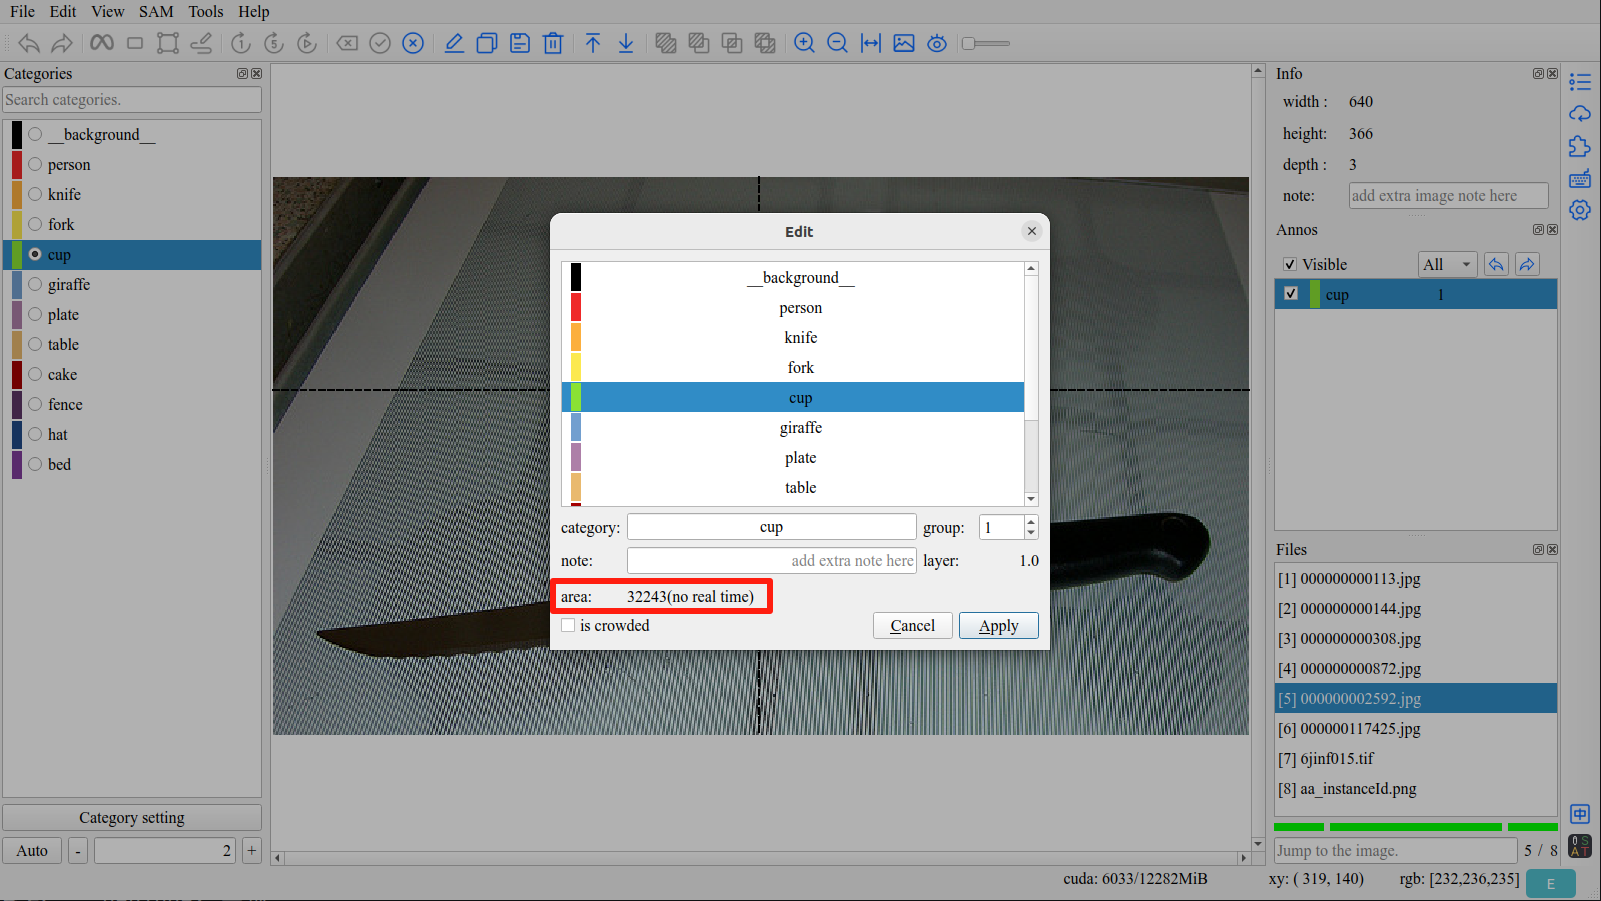 File Edit View SAM Tools Help
1 5
Categories
Search categories.
__background__
person
knife
fork
cup
giraffe
plate
table
cake
fence
hat
bed
Category setting
Auto - 2 +
Edit
__background__
person
knife
fork
cup
giraffe
plate
table
category: cup group: 1
note: add extra note here layer: 1.0
area: 32243(no real time)
is crowded Cancel Apply
Info
width : 640
height: 366
depth : 3
note: add extra image note here
Annos
Visible All
cup 1
Files
[1] 000000000113.jpg
[2] 000000000144.jpg
[3] 000000000308.jpg
[4] 000000000872.jpg
[5] 000000002592.jpg
[6] 000000117425.jpg
[7] 6jinf015.tif
[8] aa_instanceId.png
Jump to the image. 5 / 8
中
I S
A T
cuda: 6033/12282MiB xy: ( 319, 140) rgb: [232,236,235] E